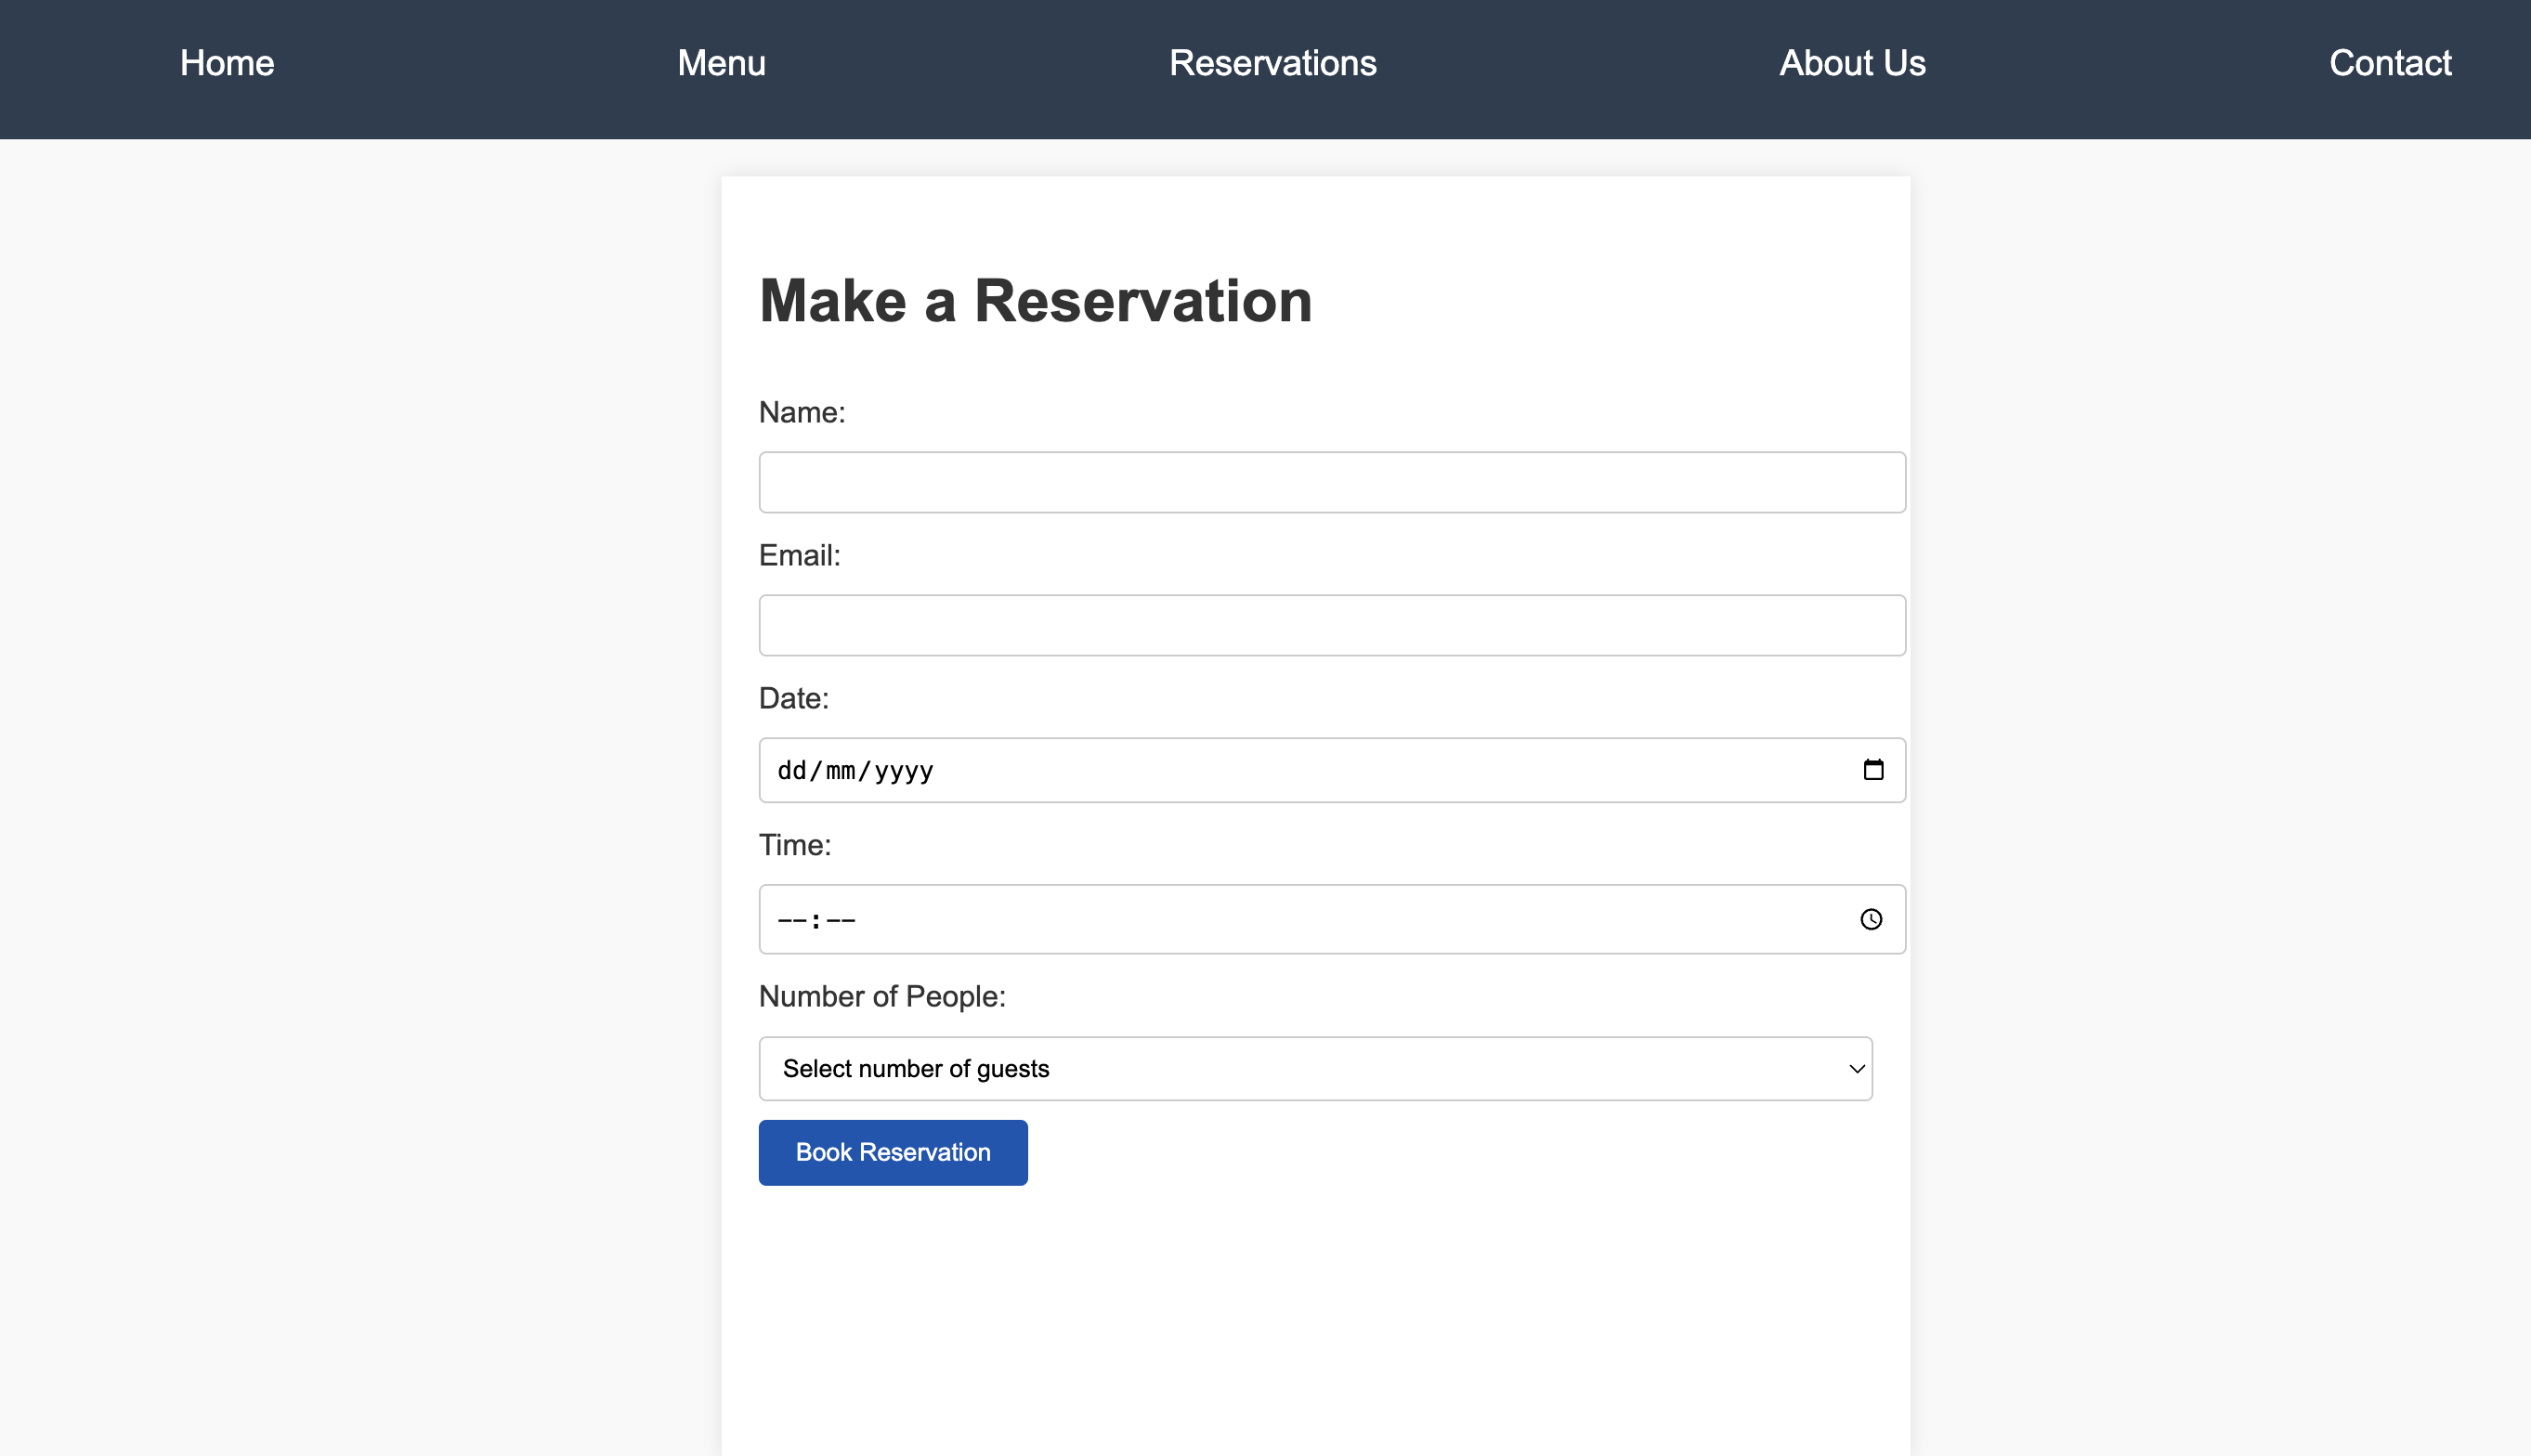 Home Menu Reservations About Us Contact
Make a Reservation
Name:
Email:
Date:
dd/mm/yyyy
Time:
--:--
Number of People:
Select number of guests
Book Reservation